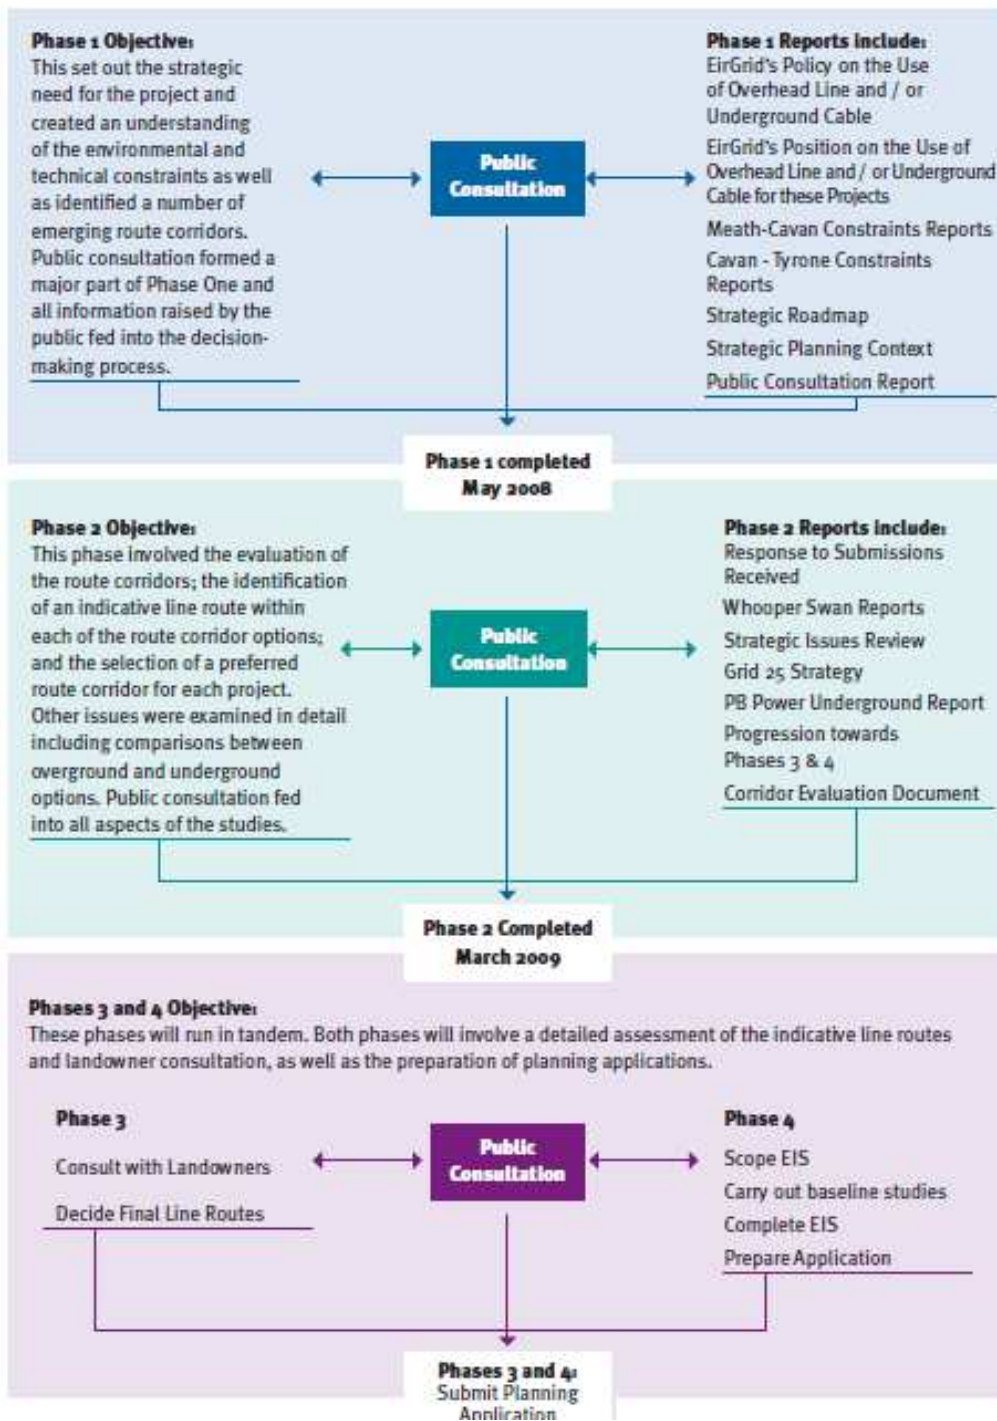 Phase 1 Objective:
This set out the strategic
need for the project and
created an understanding
of the environmental and
technical constraints as well
as identified a number of
emerging route corridors.
Public consultation formed a
major part of Phase One and
all information raised by the
public fed into the decision-
making process.
Public
Consultation
Phase 1 Reports include:
EirGrid's Policy on the Use
of Overhead Line and / or
Underground Cable
EirGrid's Position on the Use of
Overhead Line and / or Underground
Cable for these Projects
Meath-Cavan Constraints Reports
Cavan - Tyrone Constraints
Reports
Strategic Roadmap
Strategic Planning Context
Public Consultation Report
Phase 1 completed
May 2008
Phase 2 Objective:
This phase involved the evaluation of
the route corridors; the identification
of an indicative line route within
each of the route corridor options;
and the selection of a preferred
route corridor for each project.
Other issues were examined in detail
including comparisons between
overground and underground
options. Public consultation fed
into all aspects of the studies.
Public
Consultation
Phase 2 Reports include:
Response to Submissions
Received
Whooper Swan Reports
Strategic Issues Review
Grid 25 Strategy
PB Power Underground Report
Progression towards
Phases 3 & 4
Corridor Evaluation Document
Phase 2 Completed
March 2009
Phases 3 and 4 Objective:
These phases will run in tandem. Both phases will involve a detailed assessment of the indicative line routes
and landowner consultation, as well as the preparation of planning applications.
Phase 3
Consult with Landowners
Decide Final Line Routes
Public
Consultation
Phase 4
Scope EIS
Carry out baseline studies
Complete EIS
Prepare Application
Phases 3 and 4:
Submit Planning
Application